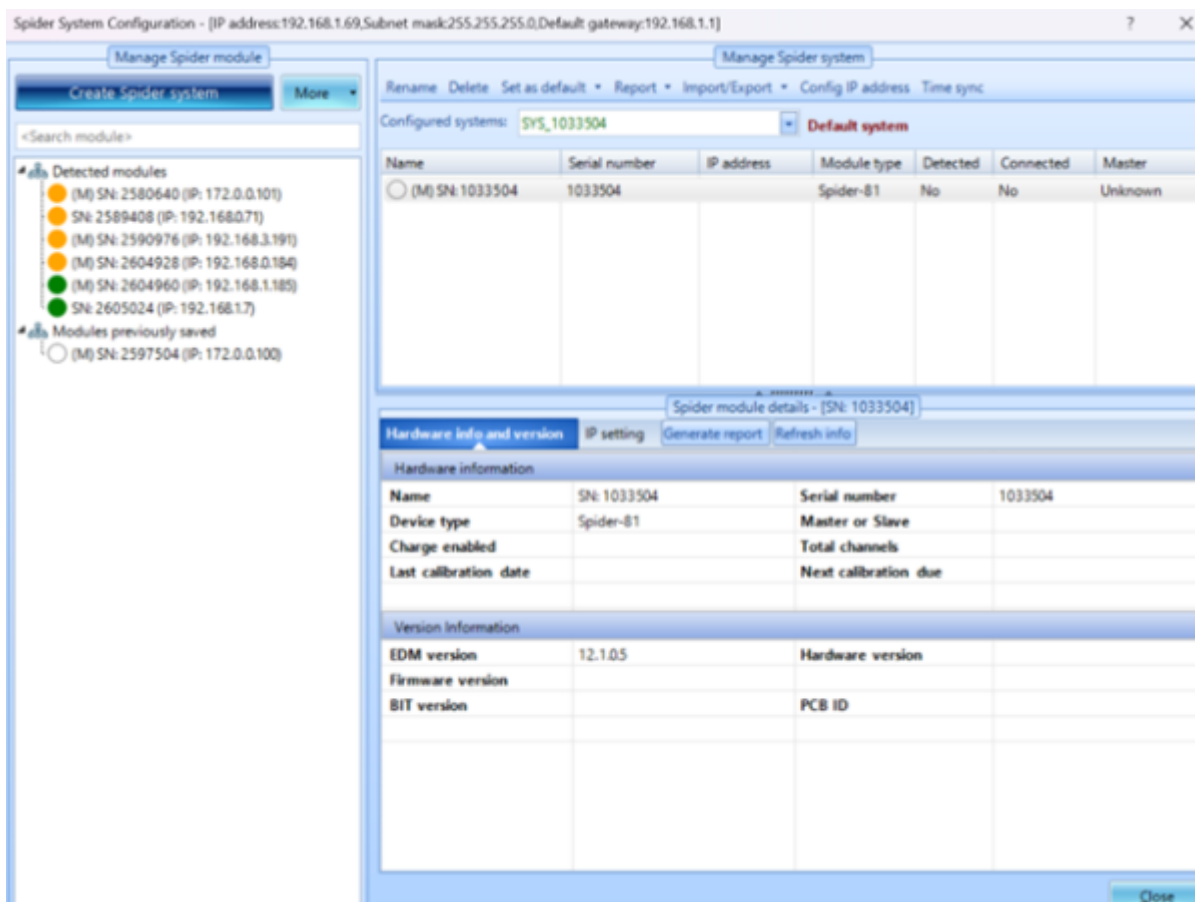 Spider System Configuration - [IP address:192.168.1.69,Subnet mask:255.255.255.0,Default gateway:192.168.1.1]
? ✕
Manage Spider module
Create Spider system More
<Search module>
Detected modules
(M) SN: 2580640 (IP: 172.0.0.101)
SN: 2589408 (IP: 192.168.0.71)
(M) SN: 2590976 (IP: 192.168.3.191)
(M) SN: 2604928 (IP: 192.168.0.184)
(M) SN: 2604960 (IP: 192.168.1.185)
SN: 2605024 (IP: 192.168.1.7)
Modules previously saved
(M) SN: 2597504 (IP: 172.0.0.100)
Manage Spider system
Rename Delete Set as default Report Import/Export Config IP address Time sync
Configured systems: SYS_1033504 Default system
Name Serial number IP address Module type Detected Connected Master
(M) SN: 1033504 1033504 Spider-81 No No Unknown
Spider module details - [SN: 1033504]
Hardware info and version IP setting Generate report Refresh info
Hardware information
Name SN: 1033504 Serial number 1033504
Device type Spider-81 Master or Slave
Charge enabled Total channels
Last calibration date Next calibration due
Version Information
EDM version 12.1.0.5 Hardware version
Firmware version
BIT version PCB ID
Close